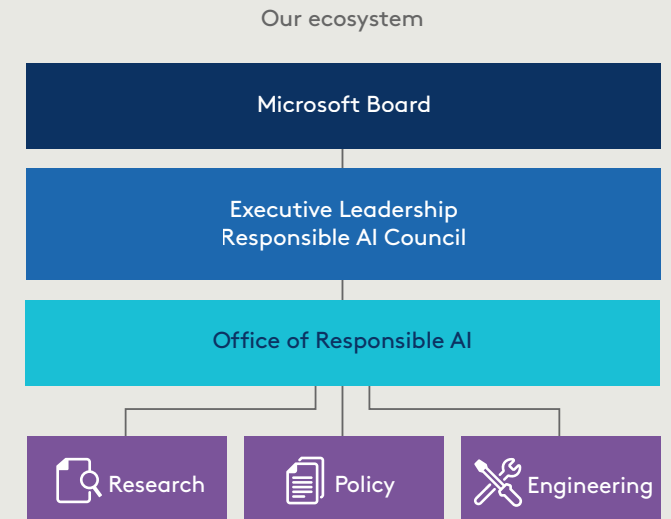 Our ecosystem
Microsoft Board
Executive Leadership
Responsible AI Council
Office of Responsible AI
Research
Policy
Engineering